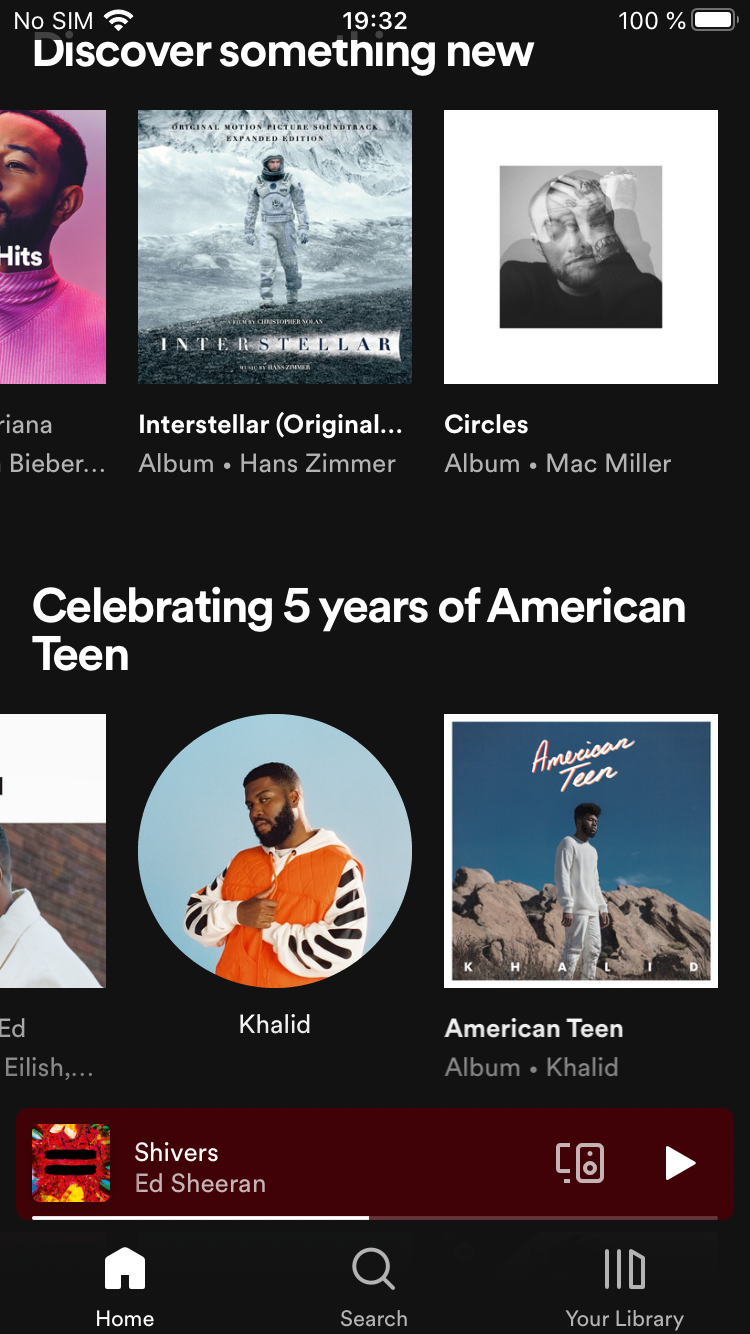 No SIM 19:32 100 %
Discover something new
Hits
ORIGINAL MOTION PICTURE SOUNDTRACK
EXPANDED EDITION
A FILM BY CHRISTOPHER NOLAN
INTERSTELLAR
MUSIC BY HANS ZIMMER
riana
Bieber...
Interstellar (Original...
Album • Hans Zimmer
Circles
Album • Mac Miller
Celebrating 5 years of American
Teen
American
Teen
KHALID
Ed
Eilish,...
Khalid
American Teen
Album • Khalid
Shivers
Ed Sheeran
Home Search Your Library